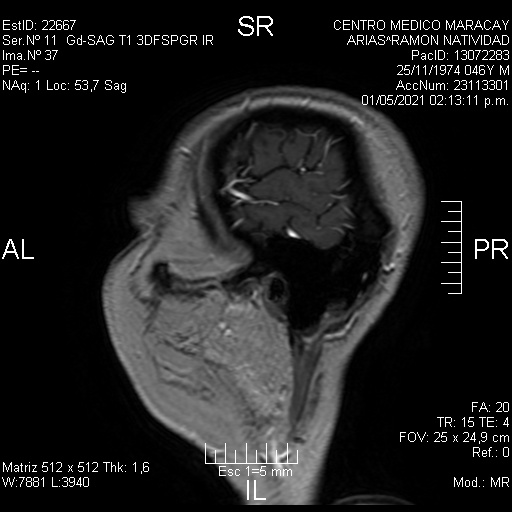 EstID: 22667
Ser.Nº 11 Gd-SAG T1 3DFSPGR IR
Ima.Nº 37
PE= --
NAq: 1 Loc: 53,7 Sag
SR
CENTRO MEDICO MARACAY
ARIAS^RAMON NATIVIDAD
PacID: 13072283
25/11/1974 046Y M
AccNum: 23113301
01/05/2021 02:13:11 p.m.
AL
PR
FA: 20
TR: 15 TE: 4
FOV: 25 x 24,9 cm
Ref.: 0
Matriz 512 x 512 Thk: 1,6
W:7881 L:3940
Esc 1=5 mm
IL
Mod.: MR